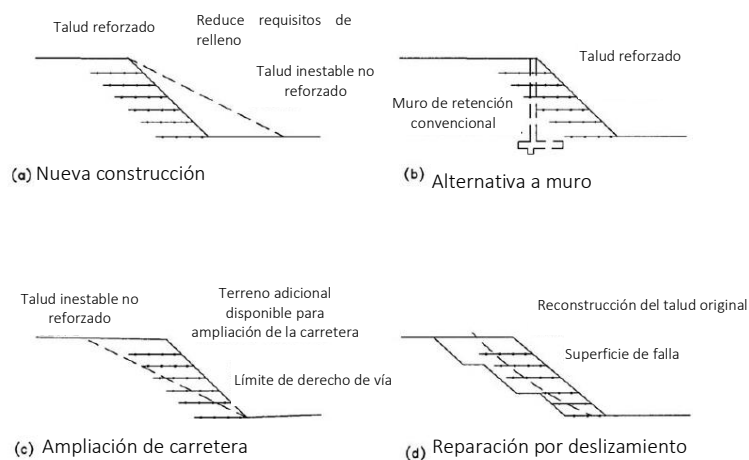 Talud reforzado
Reduce requisitos de
relleno
Talud inestable no
reforzado
(a) Nueva construcción
Talud reforzado
Muro de retención
convencional
(b) Alternativa a muro
Talud inestable no
reforzado
Terreno adicional
disponible para
ampliación de la carretera
Límite de derecho de vía
(c) Ampliación de carretera
Reconstrucción del talud original
Superficie de falla
(d) Reparación por deslizamiento